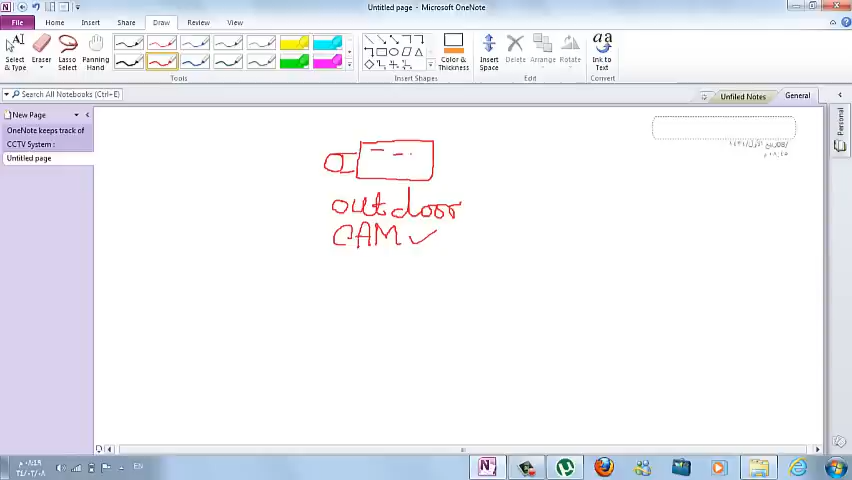 Untitled page - Microsoft OneNote
File Home Insert Share Draw Review View
Select & Type
Eraser
Lasso Select
Panning Hand
Color & Thickness
Insert Space
Delete
Arrange
Rotate
Ink to Text
Tools
Insert Shapes
Edit
Convert
Search All Notebooks (Ctrl+E)
Unfiled Notes
General
New Page
OneNote keeps track of
CCTV System :
Untitled page
Personal
outdoor
CAM
EN